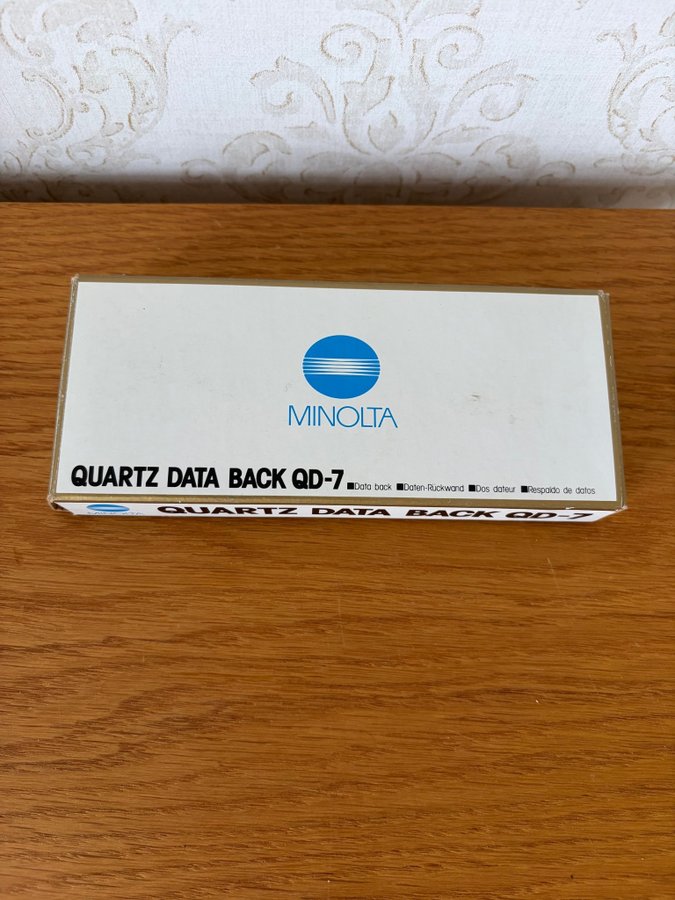 MINOLTA
QUARTZ DATA BACK QD-7 ■Data back ■Daten-Rückwand ■Dos dateur ■Respaldo de datos
MINOLTA QUARTZ DATA BACK QD-7